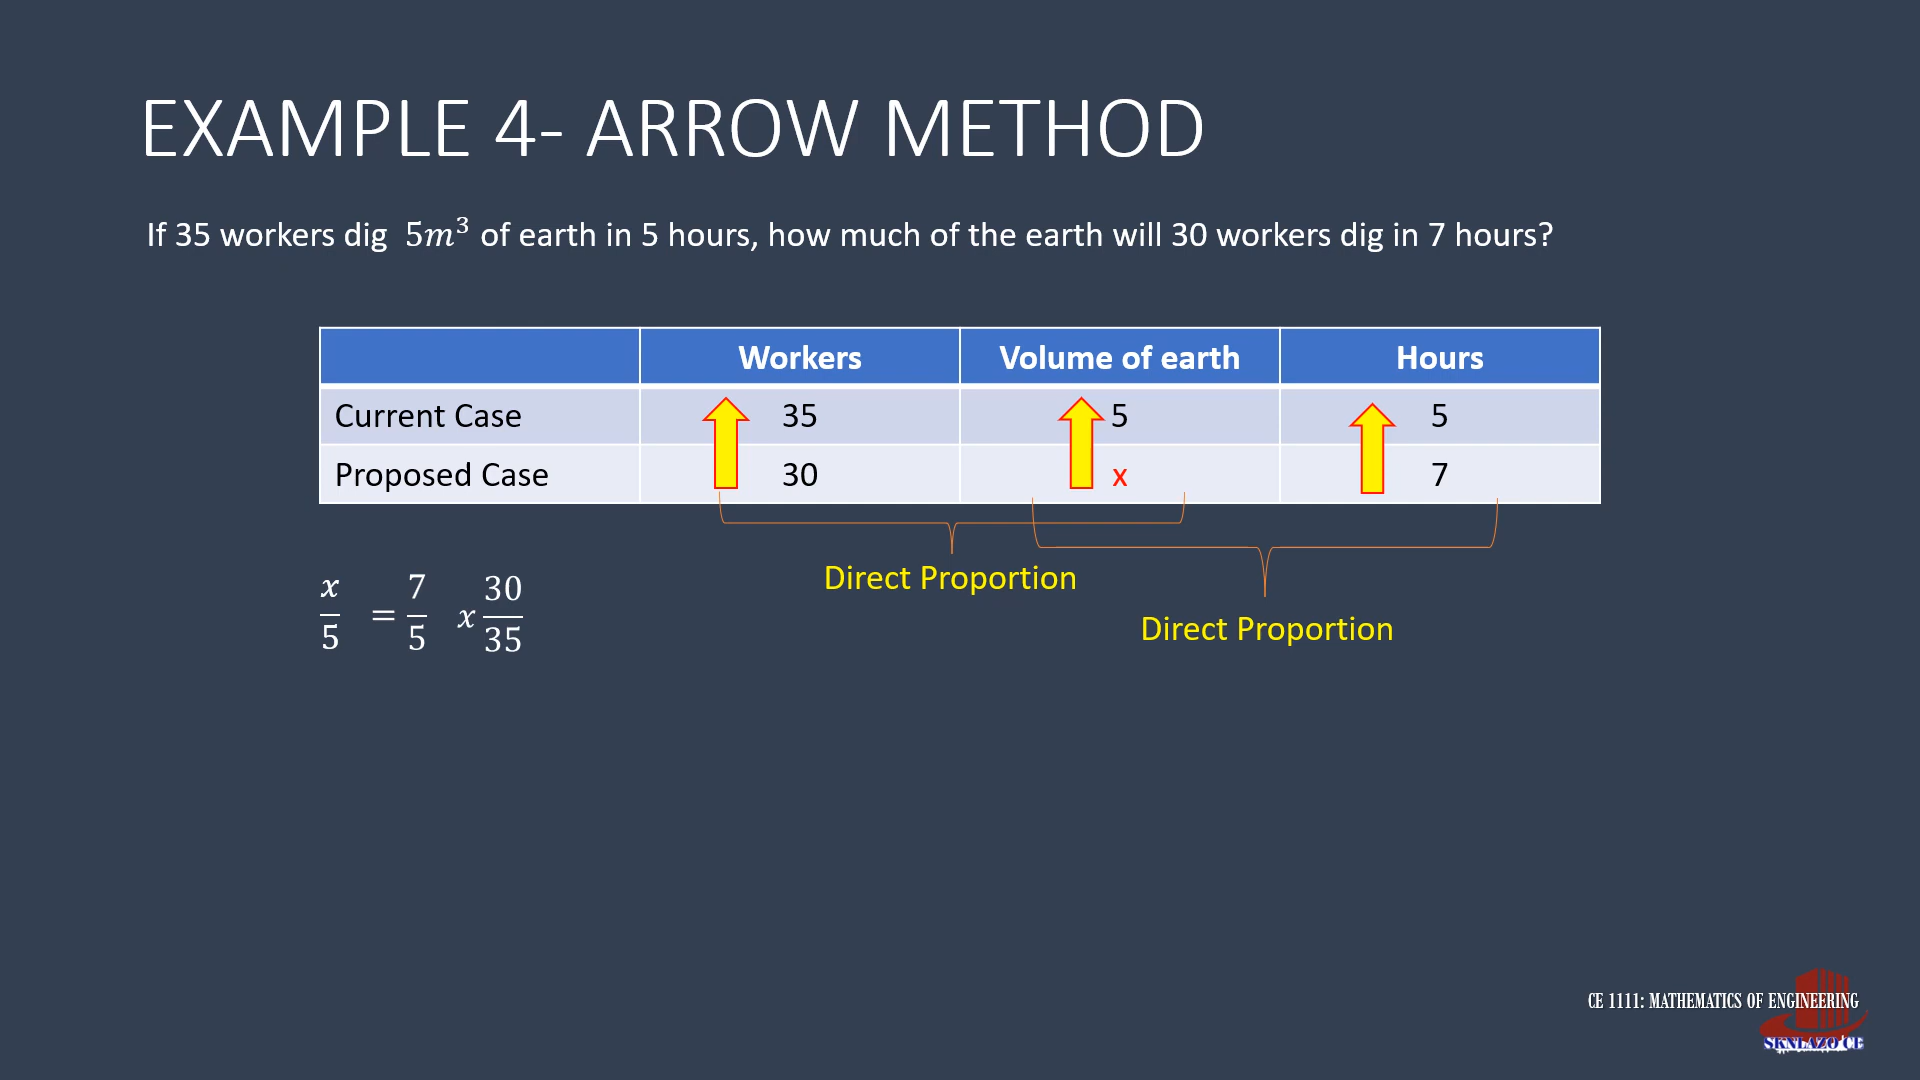 EXAMPLE 4- ARROW METHOD
If 35 workers dig 5m³ of earth in 5 hours, how much of the earth will 30 workers dig in 7 hours?
Workers Volume of earth Hours
Current Case 35 5 5
Proposed Case 30 x 7
Direct Proportion
Direct Proportion
x/5 = 7/5 x 30/35
CE 1111: MATHEMATICS OF ENGINEERING
SKNLAZO CE